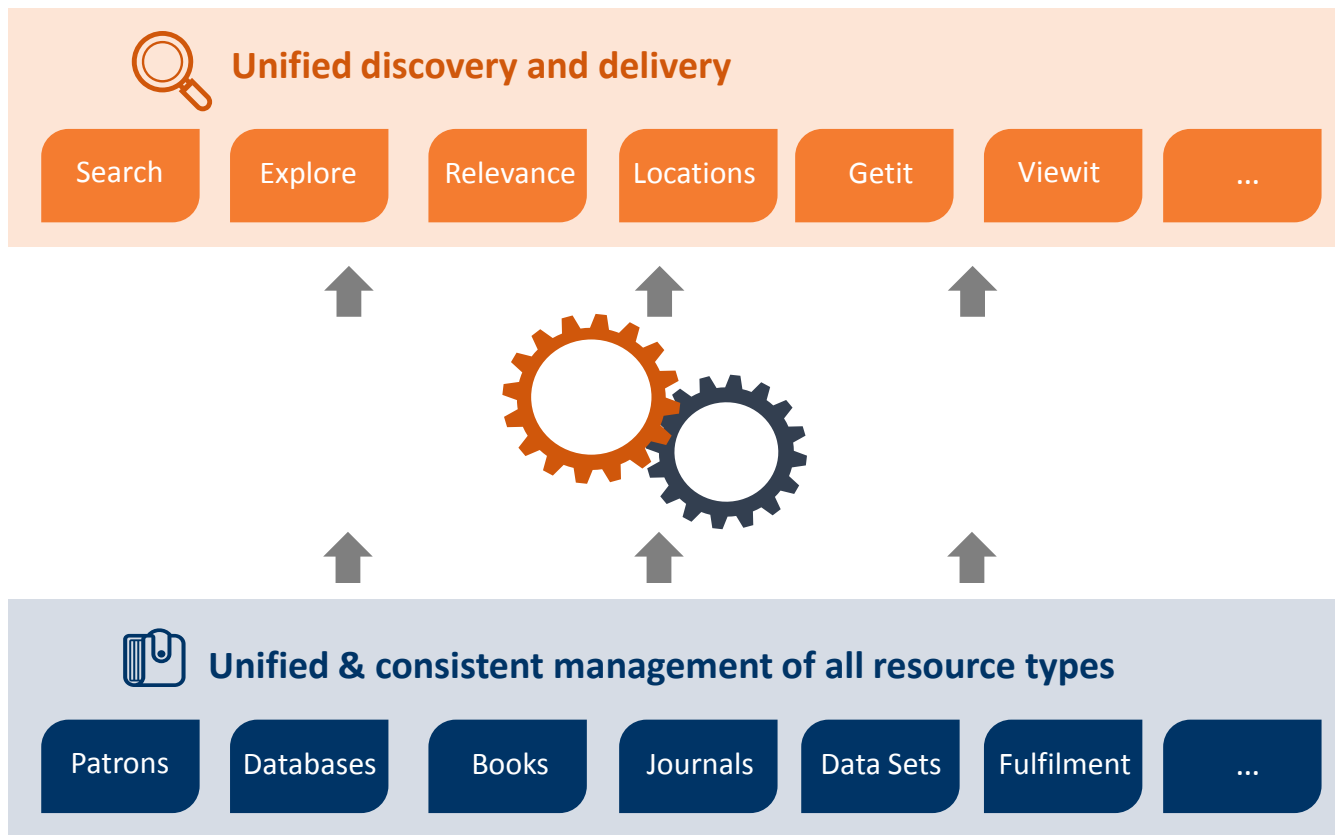 Unified discovery and delivery
Search
Explore
Relevance
Locations
Getit
Viewit
...
Unified & consistent management of all resource types
Patrons
Databases
Books
Journals
Data Sets
Fulfilment
...